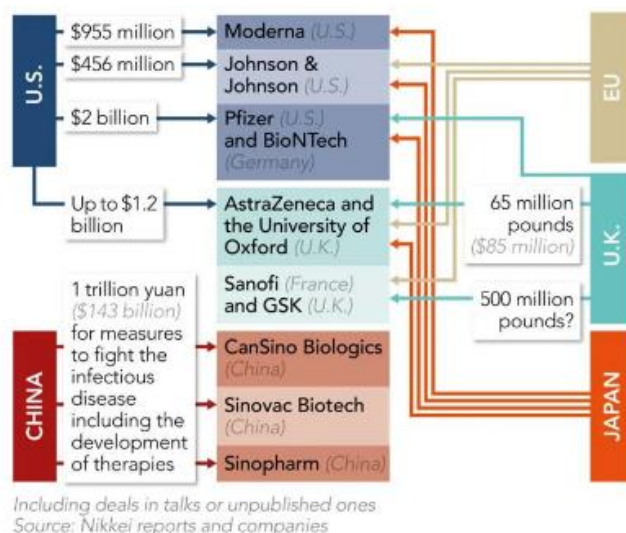 U.S.
$955 million
Moderna (U.S.)
EU
$456 million
Johnson &
Johnson (U.S.)
$2 billion
Pfizer (U.S.)
and BioNTech
(Germany)
Up to $1.2
billion
AstraZeneca and
the University of
Oxford (U.K.)
65 million
pounds
($85 million)
U.K.
Sanofi (France)
and GSK (U.K.)
500 million
pounds?
CHINA
1 trillion yuan
($143 billion)
for measures
to fight the
infectious
disease
including the
development
of therapies
CanSino Biologics
(China)
Sinovac Biotech
(China)
Sinopharm (China)
JAPAN
Including deals in talks or unpublished ones
Source: Nikkei reports and companies